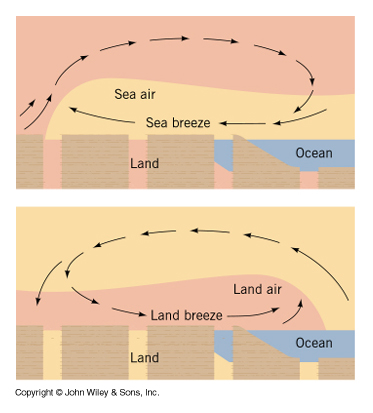 Sea air
Sea breeze
Ocean
Land
Land air
Land breeze
Ocean
Land
Copyright © John Wiley & Sons, Inc.